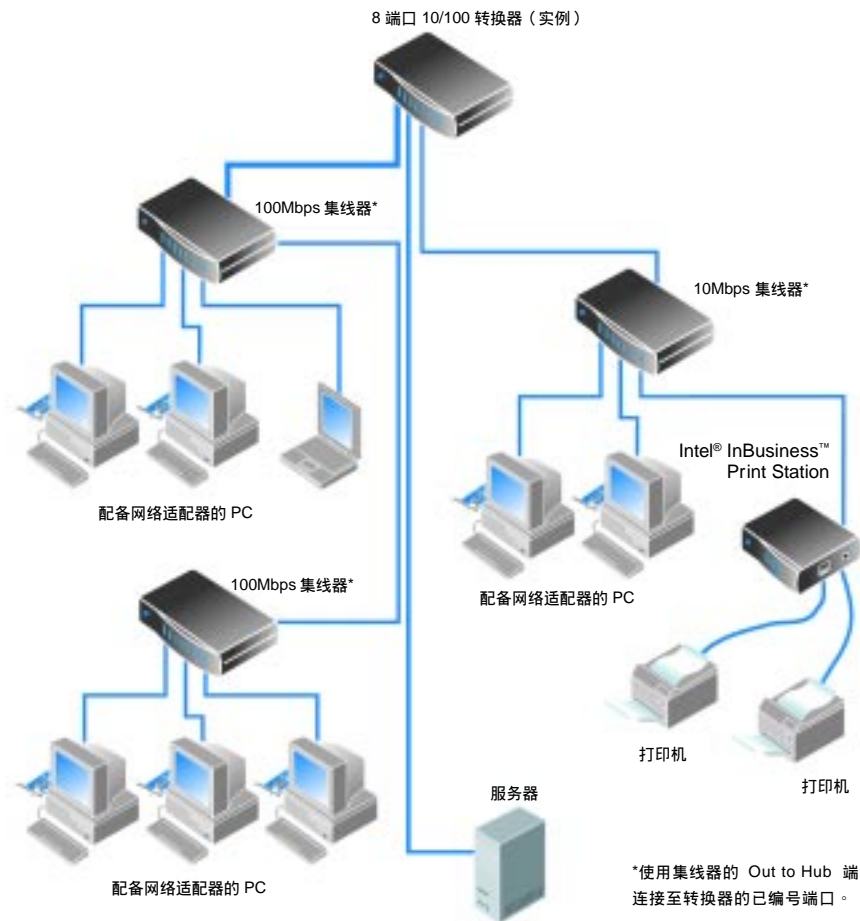 8 端口 10/100 转换器（实例）
100Mbps 集线器*
10Mbps 集线器*
Intel® InBusiness™
Print Station
配备网络适配器的 PC
100Mbps 集线器*
配备网络适配器的 PC
打印机
打印机
服务器
配备网络适配器的 PC
*使用集线器的 Out to Hub 端
连接至转换器的已编号端口。